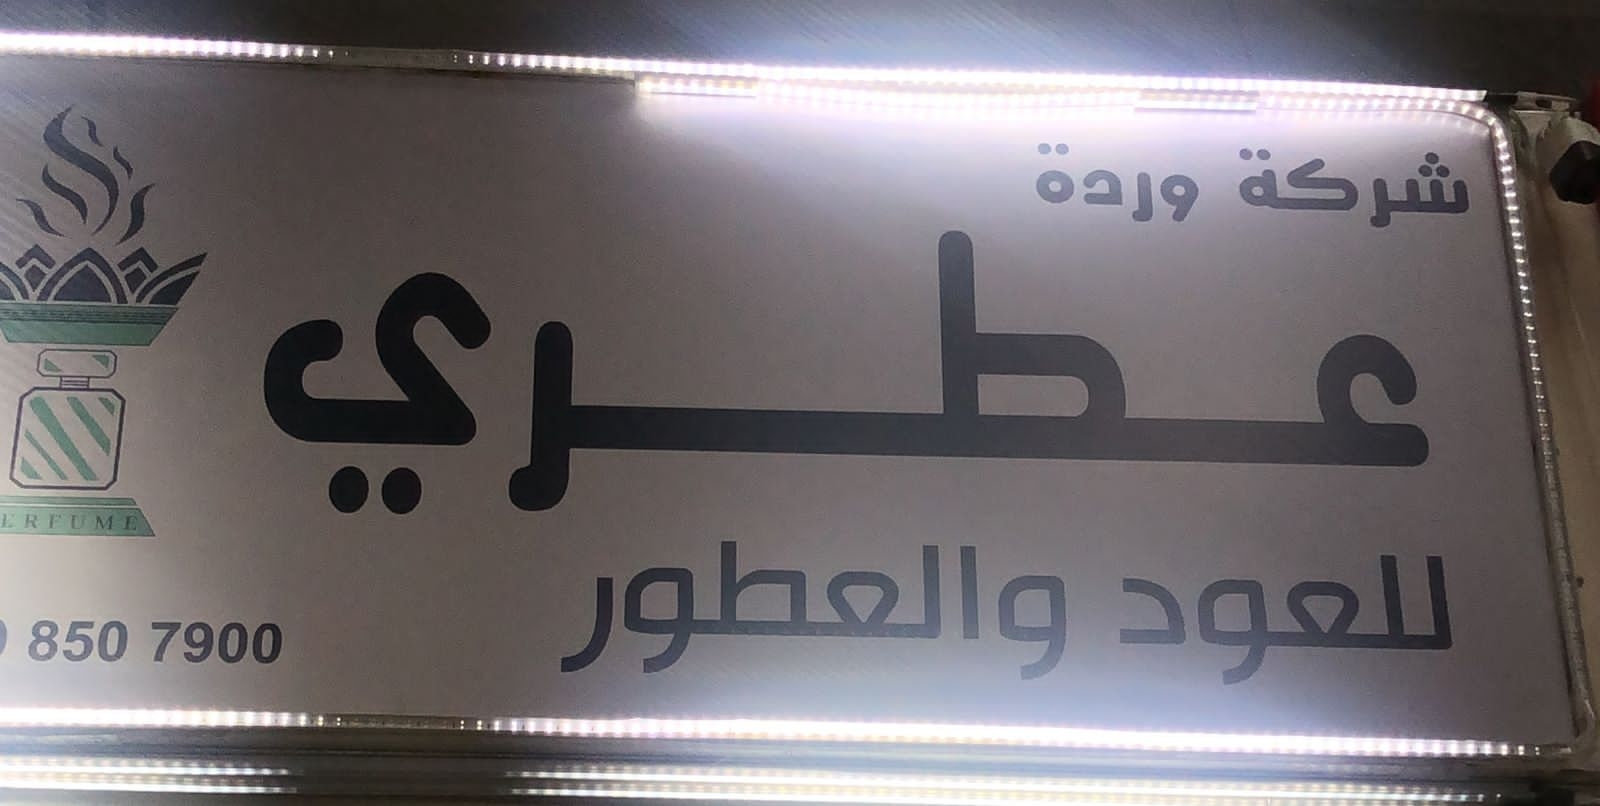 شركة وردة
عطري
للعود والعطور
850 7900